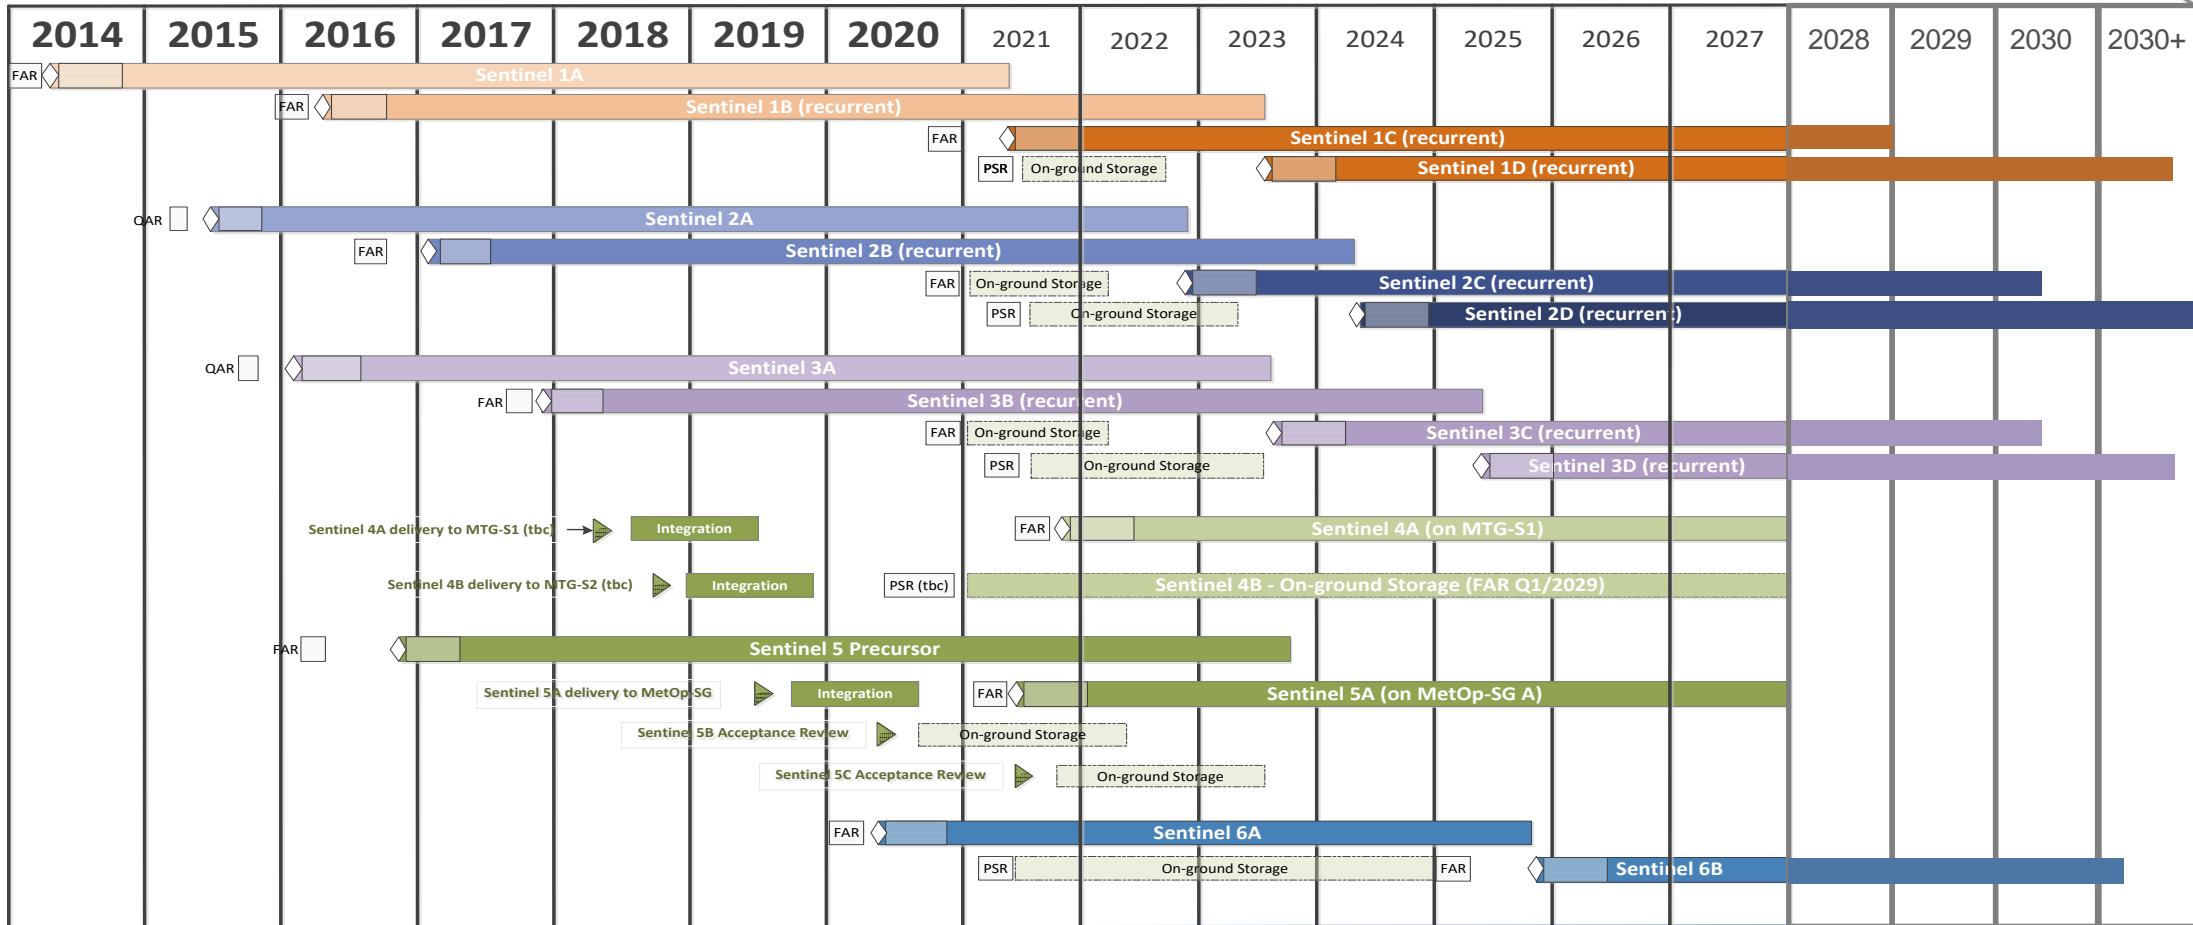 2014 2015 2016 2017 2018 2019 2020 2021 2022 2023 2024 2025 2026 2027 2028 2029 2030 2030+
FAR Sentinel 1A
FAR Sentinel 1B (recurrent)
FAR Sentinel 1C (recurrent)
PSR On-ground Storage Sentinel 1D (recurrent)
QAR Sentinel 2A
FAR Sentinel 2B (recurrent)
FAR On-ground Storage Sentinel 2C (recurrent)
PSR On-ground Storage Sentinel 2D (recurrent)
QAR Sentinel 3A
FAR Sentinel 3B (recurrent)
FAR On-ground Storage Sentinel 3C (recurrent)
PSR On-ground Storage Sentinel 3D (recurrent)
Sentinel 4A delivery to MTG-S1 (tbc) Integration FAR Sentinel 4A (on MTG-S1)
Sentinel 4B delivery to MTG-S2 (tbc) Integration PSR (tbc) Sentinel 4B - On-ground Storage (FAR Q1/2029)
FAR Sentinel 5 Precursor
Sentinel 5A delivery to MetOp-SG Integration FAR Sentinel 5A (on MetOp-SG A)
Sentinel 5B Acceptance Review On-ground Storage
Sentinel 5C Acceptance Review On-ground Storage
FAR Sentinel 6A
PSR On-ground Storage FAR Sentinel 6B